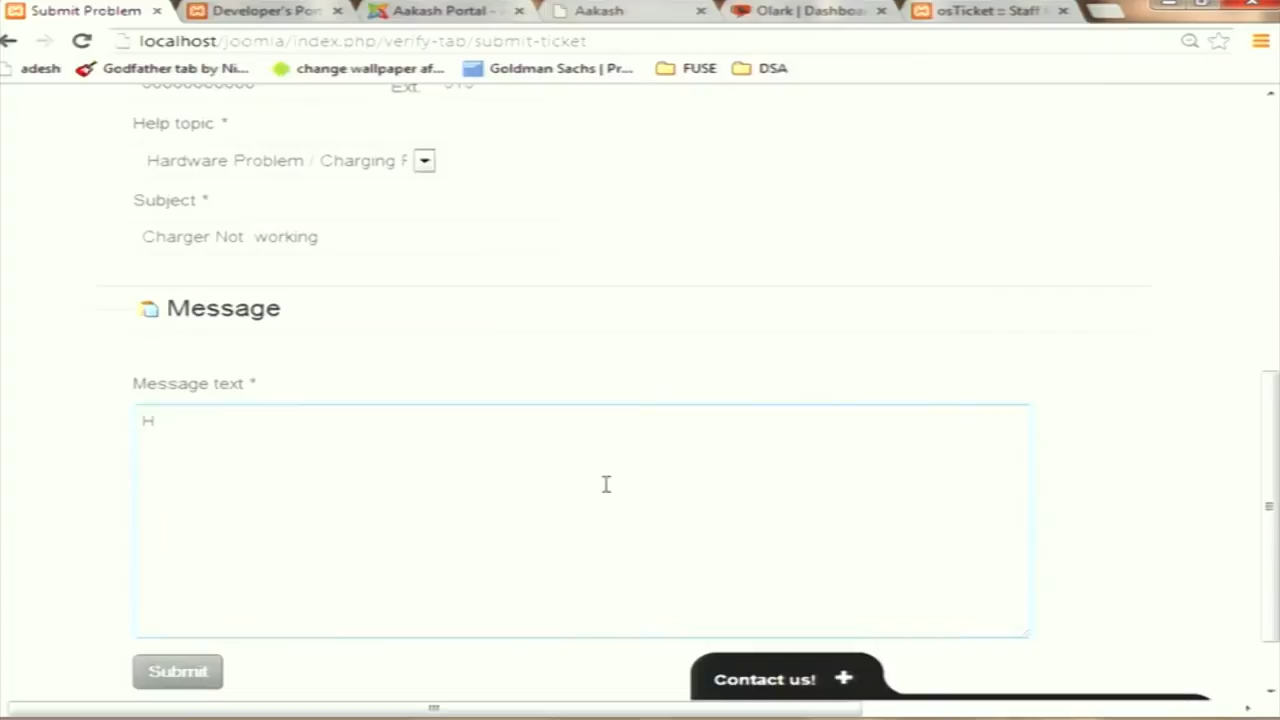 Submit Problem Developer's Por Aakash Portal - Aakash Olark | Dashboa osTicket :: Staff
localhost/joomla/index.php/verify-tab/submit-ticket
adesh Godfather tab by Ni... change wallpaper af... Goldman Sachs | Pr... FUSE DSA
Ext.
Help topic *
Hardware Problem / Charging
Subject *
Charger Not working
Message
Message text *
H
Submit
Contact us! +